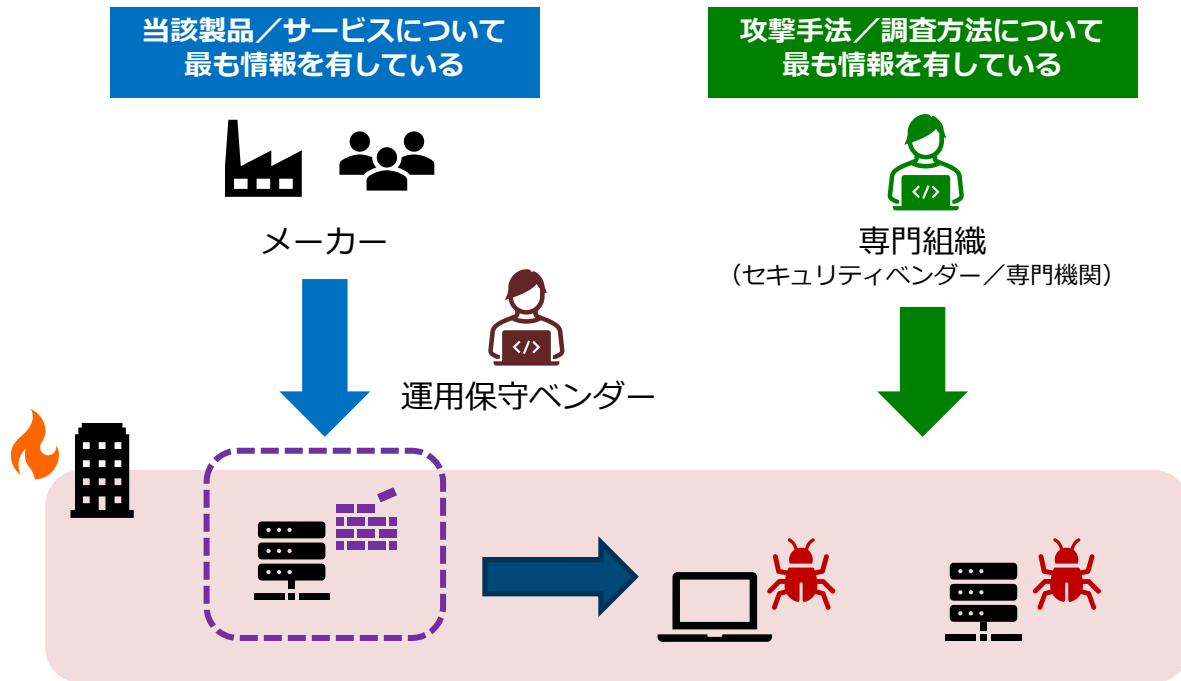 当該製品／サービスについて
最も情報を有している
攻撃手法／調査方法について
最も情報を有している
</>
メーカー
専門組織
（セキュリティベンダー／専門機関）
</>
運用保守ベンダー